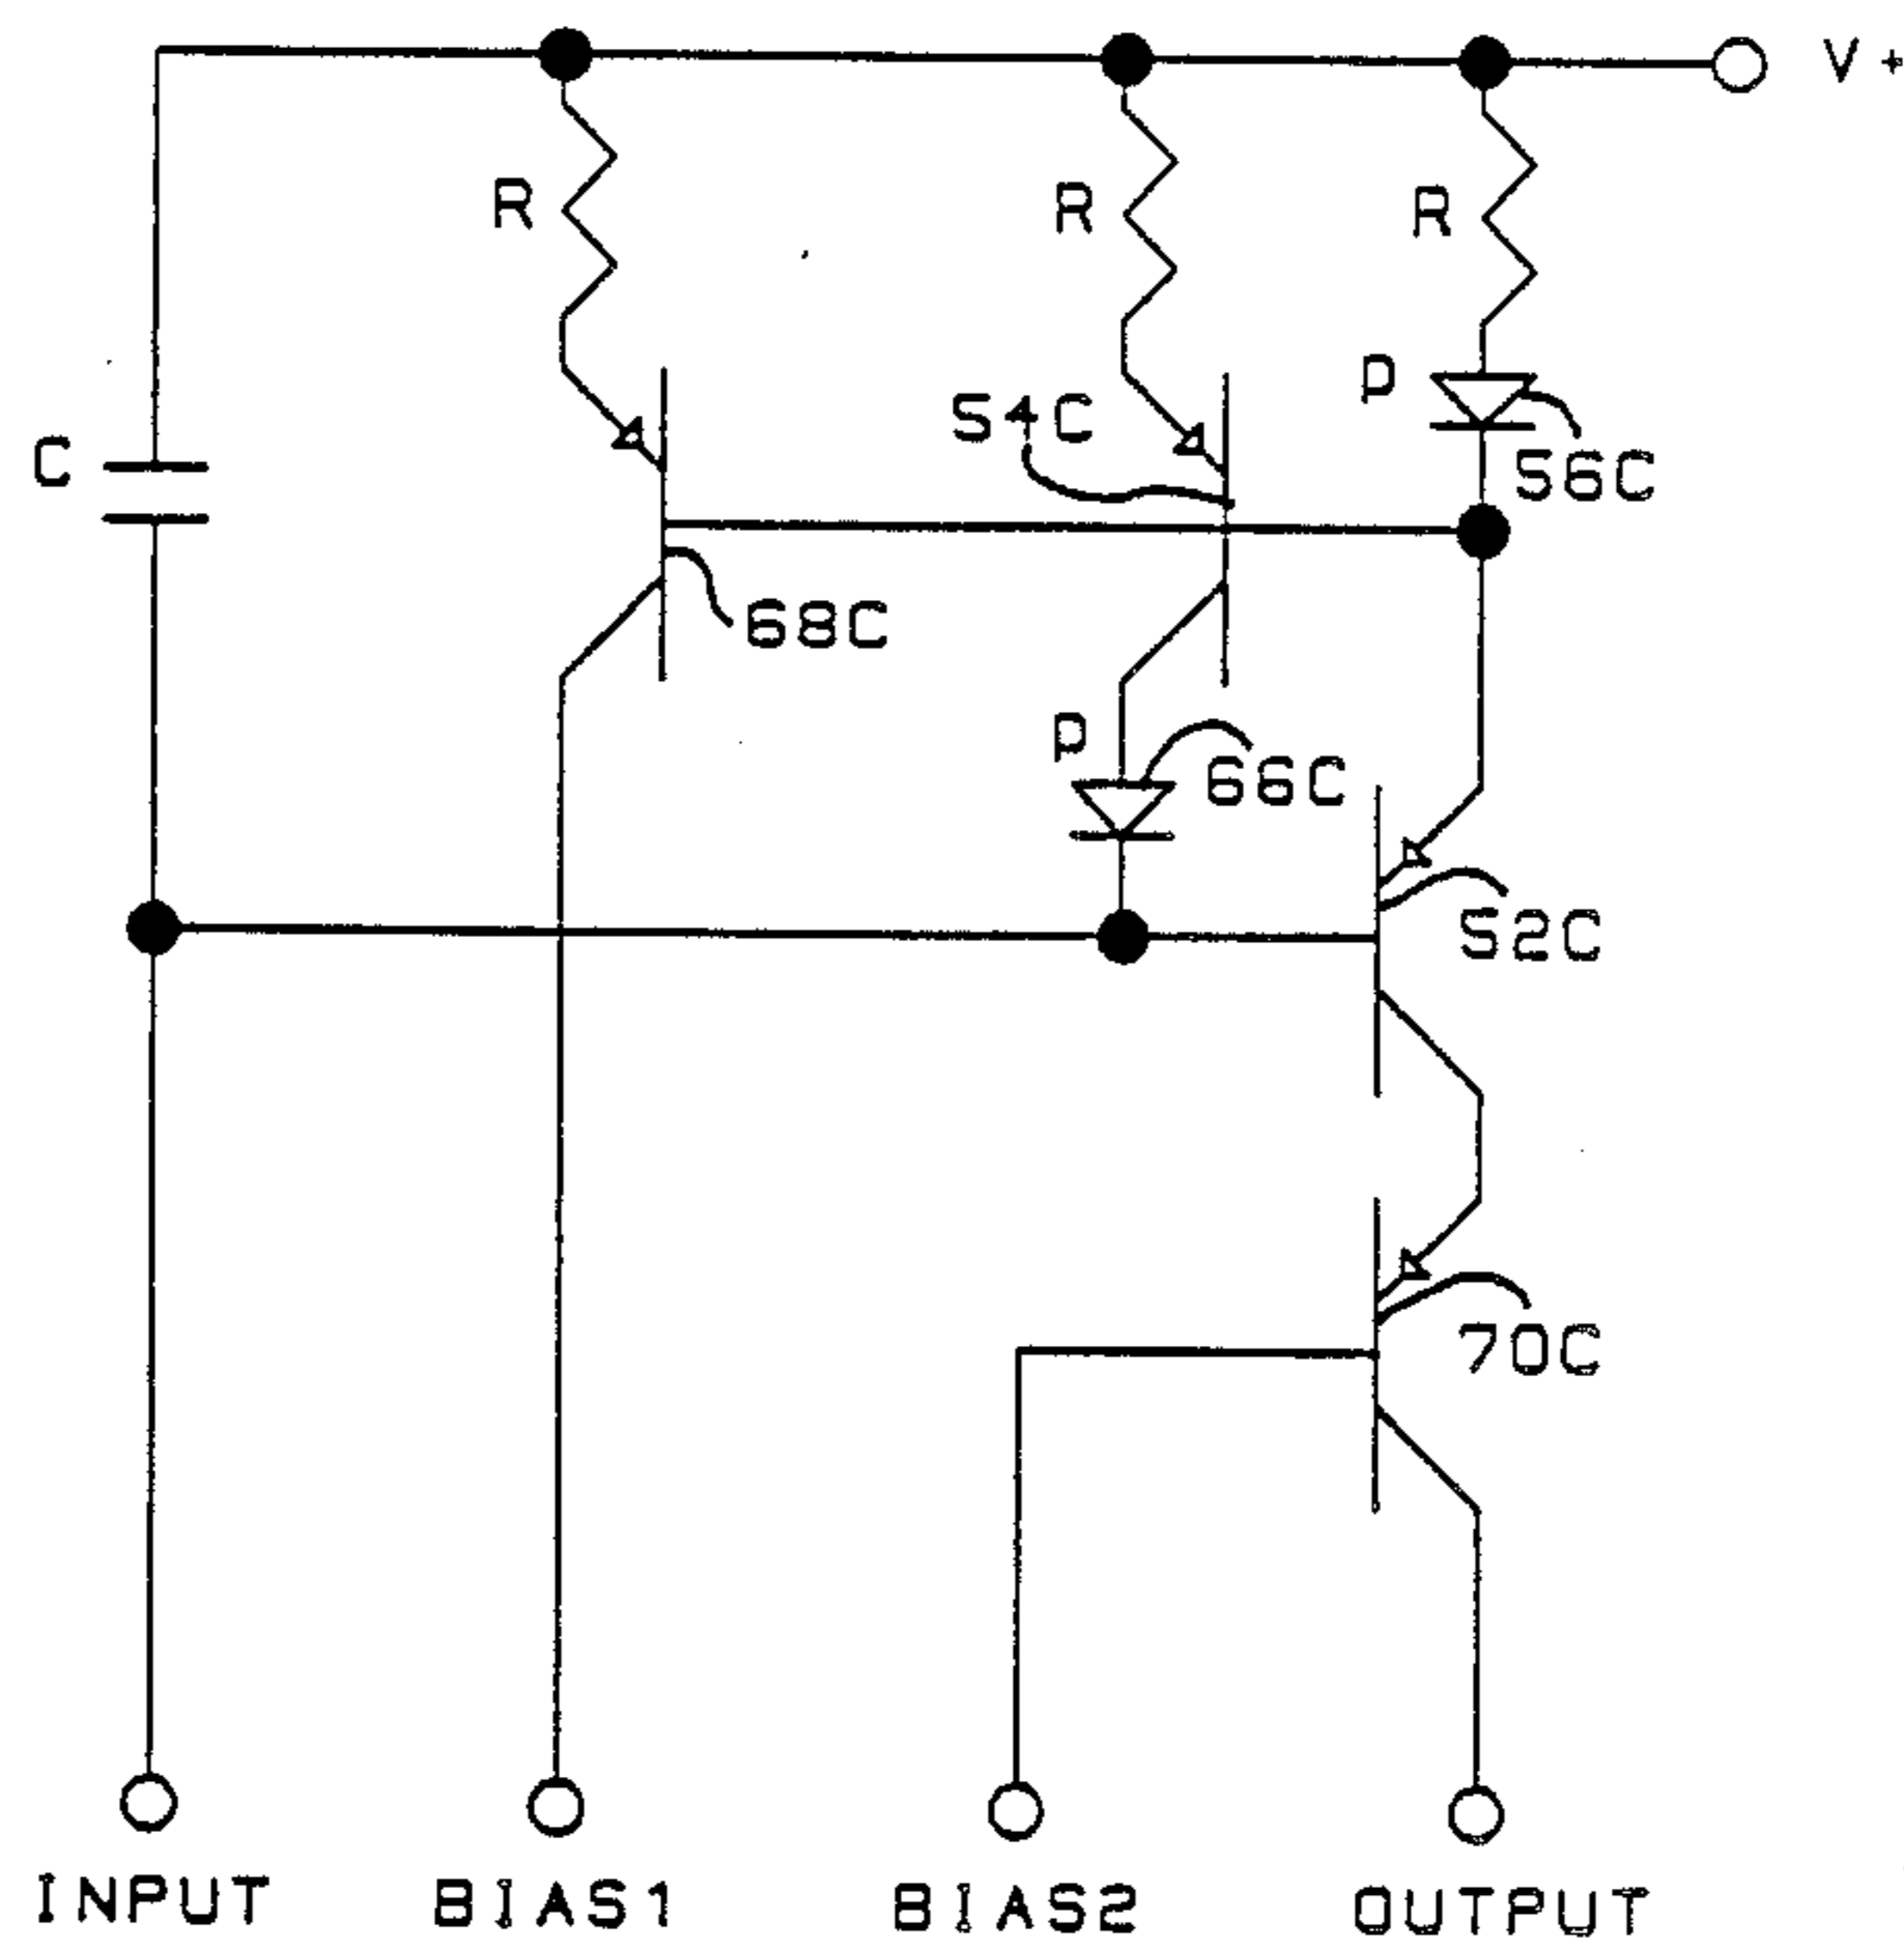 V+
R
R
R
P
54C
C
56C
68C
P
66C
52C
70C
INPUT
BIAS1
BIAS2
OUTPUT